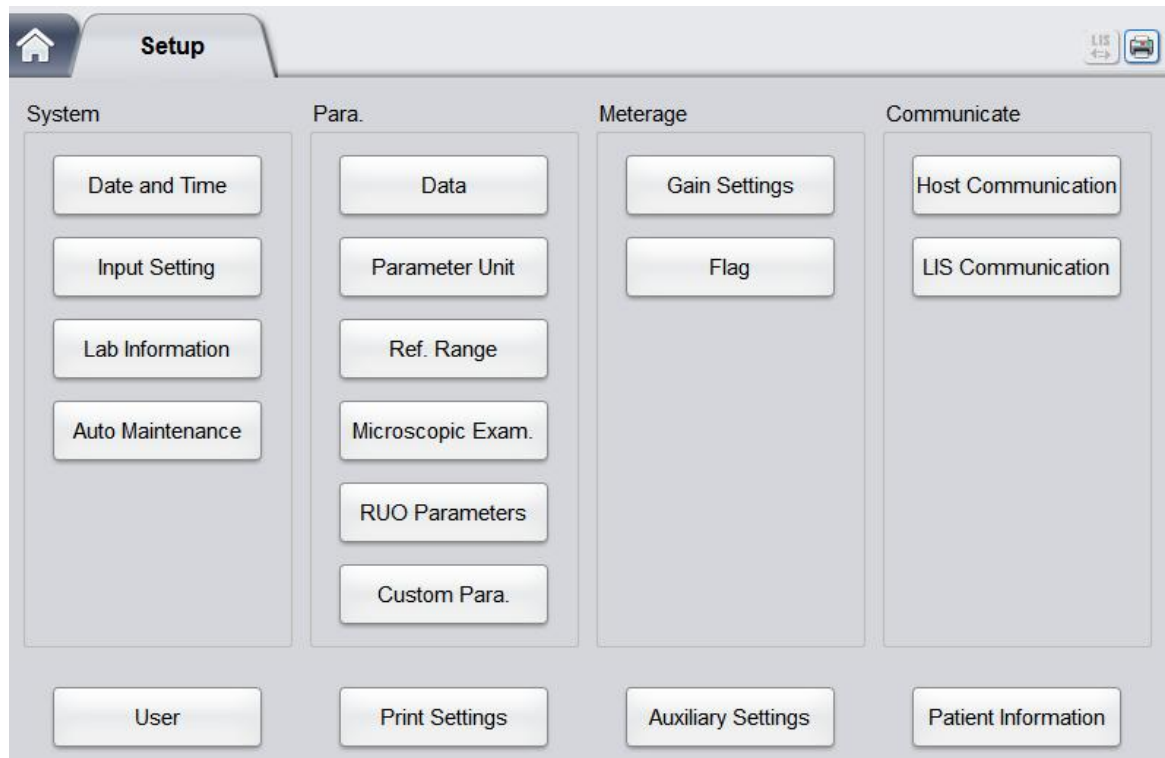 Setup
LIS
System
Para.
Meterage
Communicate
Date and Time
Data
Gain Settings
Host Communication
Input Setting
Parameter Unit
Flag
LIS Communication
Lab Information
Ref. Range
Auto Maintenance
Microscopic Exam.
RUO Parameters
Custom Para.
User
Print Settings
Auxiliary Settings
Patient Information